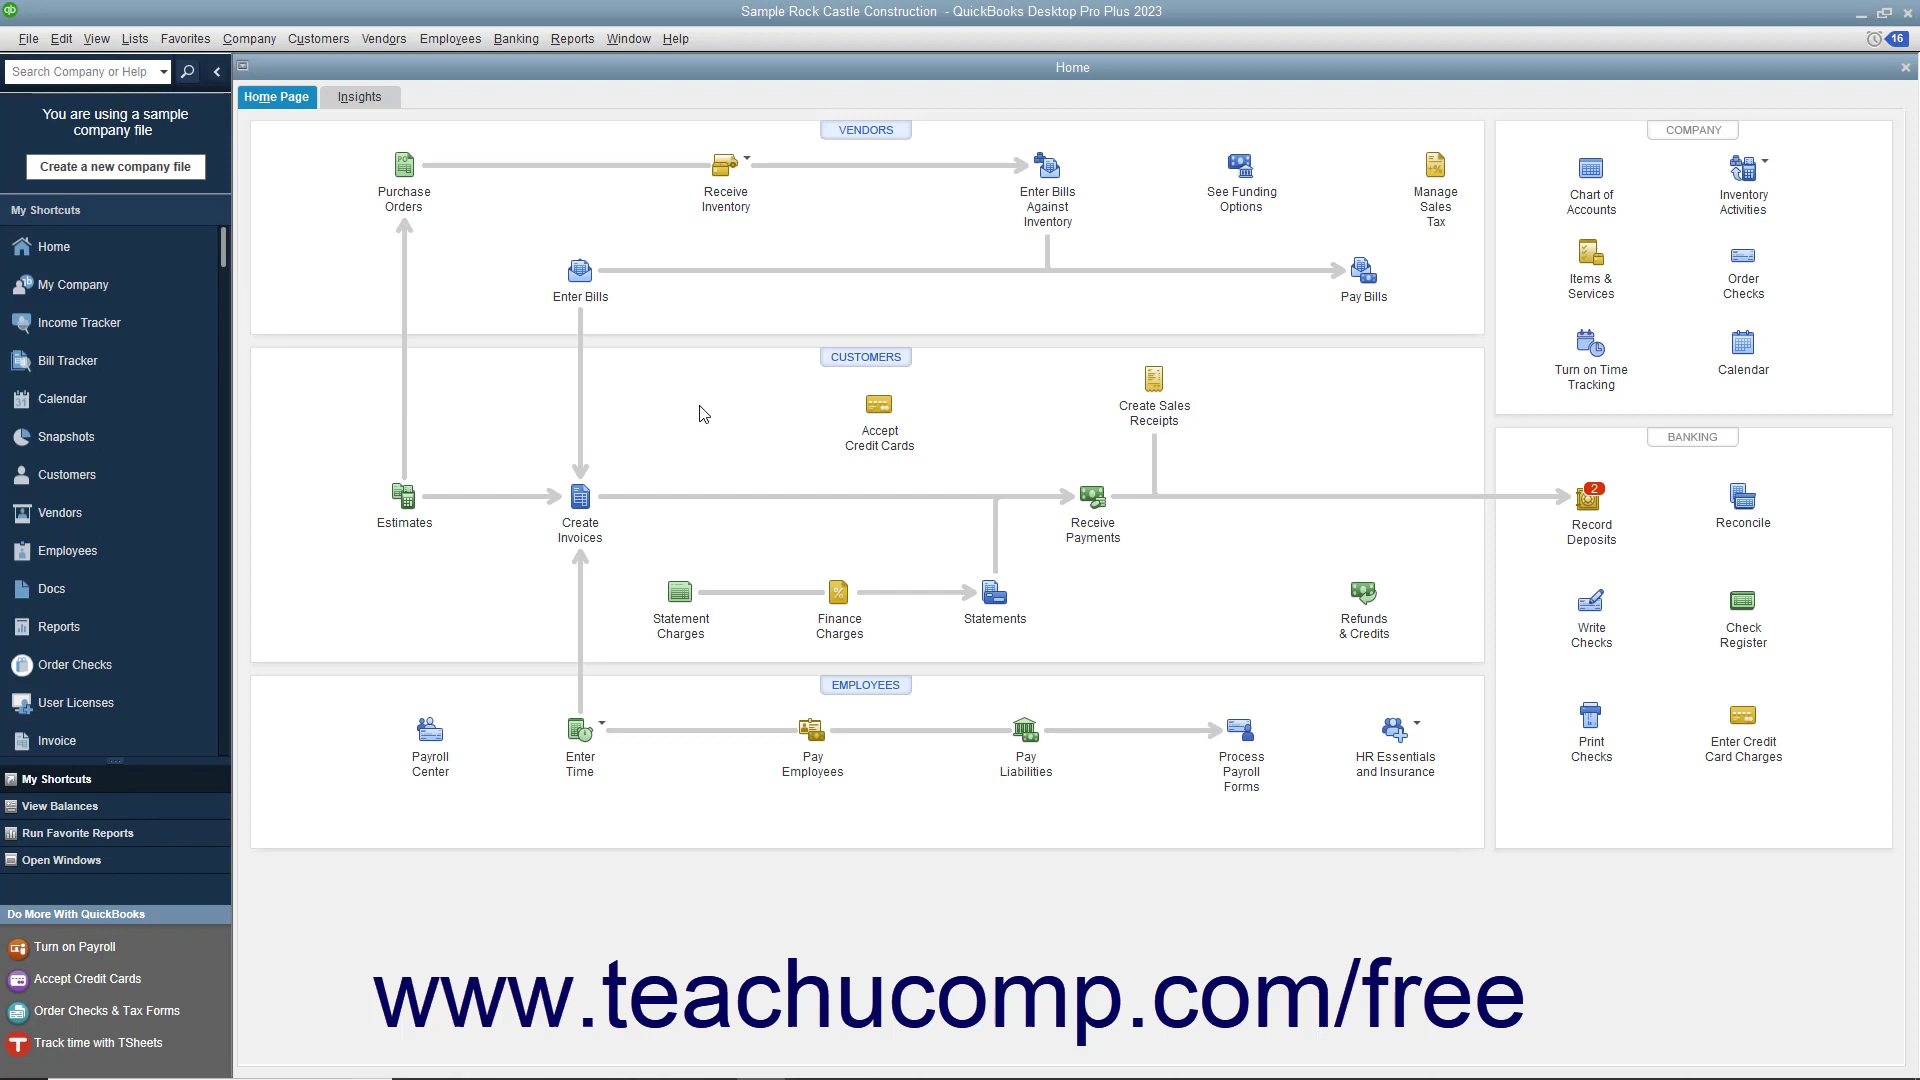 Sample Rock Castle Construction - QuickBooks Desktop Pro Plus 2023
File Edit View Lists Favorites Company Customers Vendors Employees Banking Reports Window Help
16
Search Company or Help
Home
You are using a sample
company file
Create a new company file
My Shortcuts
Home
My Company
Income Tracker
Bill Tracker
Calendar
Snapshots
Customers
Vendors
Employees
Docs
Reports
Order Checks
User Licenses
Invoice
My Shortcuts
View Balances
Run Favorite Reports
Open Windows
Do More With QuickBooks
Turn on Payroll
Accept Credit Cards
Order Checks & Tax Forms
Track time with TSheets
Home Page Insights
VENDORS
Purchase
Orders
Receive
Inventory
Enter Bills
Against
Inventory
See Funding
Options
Manage
Sales
Tax
Enter Bills
Pay Bills
CUSTOMERS
Accept
Credit Cards
Create Sales
Receipts
Estimates
Create
Invoices
Receive
Payments
Statement
Charges
Finance
Charges
Statements
Refunds
& Credits
EMPLOYEES
Payroll
Center
Enter
Time
Pay
Employees
Pay
Liabilities
Process
Payroll
Forms
HR Essentials
and Insurance
COMPANY
Chart of
Accounts
Inventory
Activities
Items &
Services
Order
Checks
Turn on Time
Tracking
Calendar
BANKING
2
Record
Deposits
Reconcile
Write
Checks
Check
Register
Print
Checks
Enter Credit
Card Charges
www.teachucomp.com/free